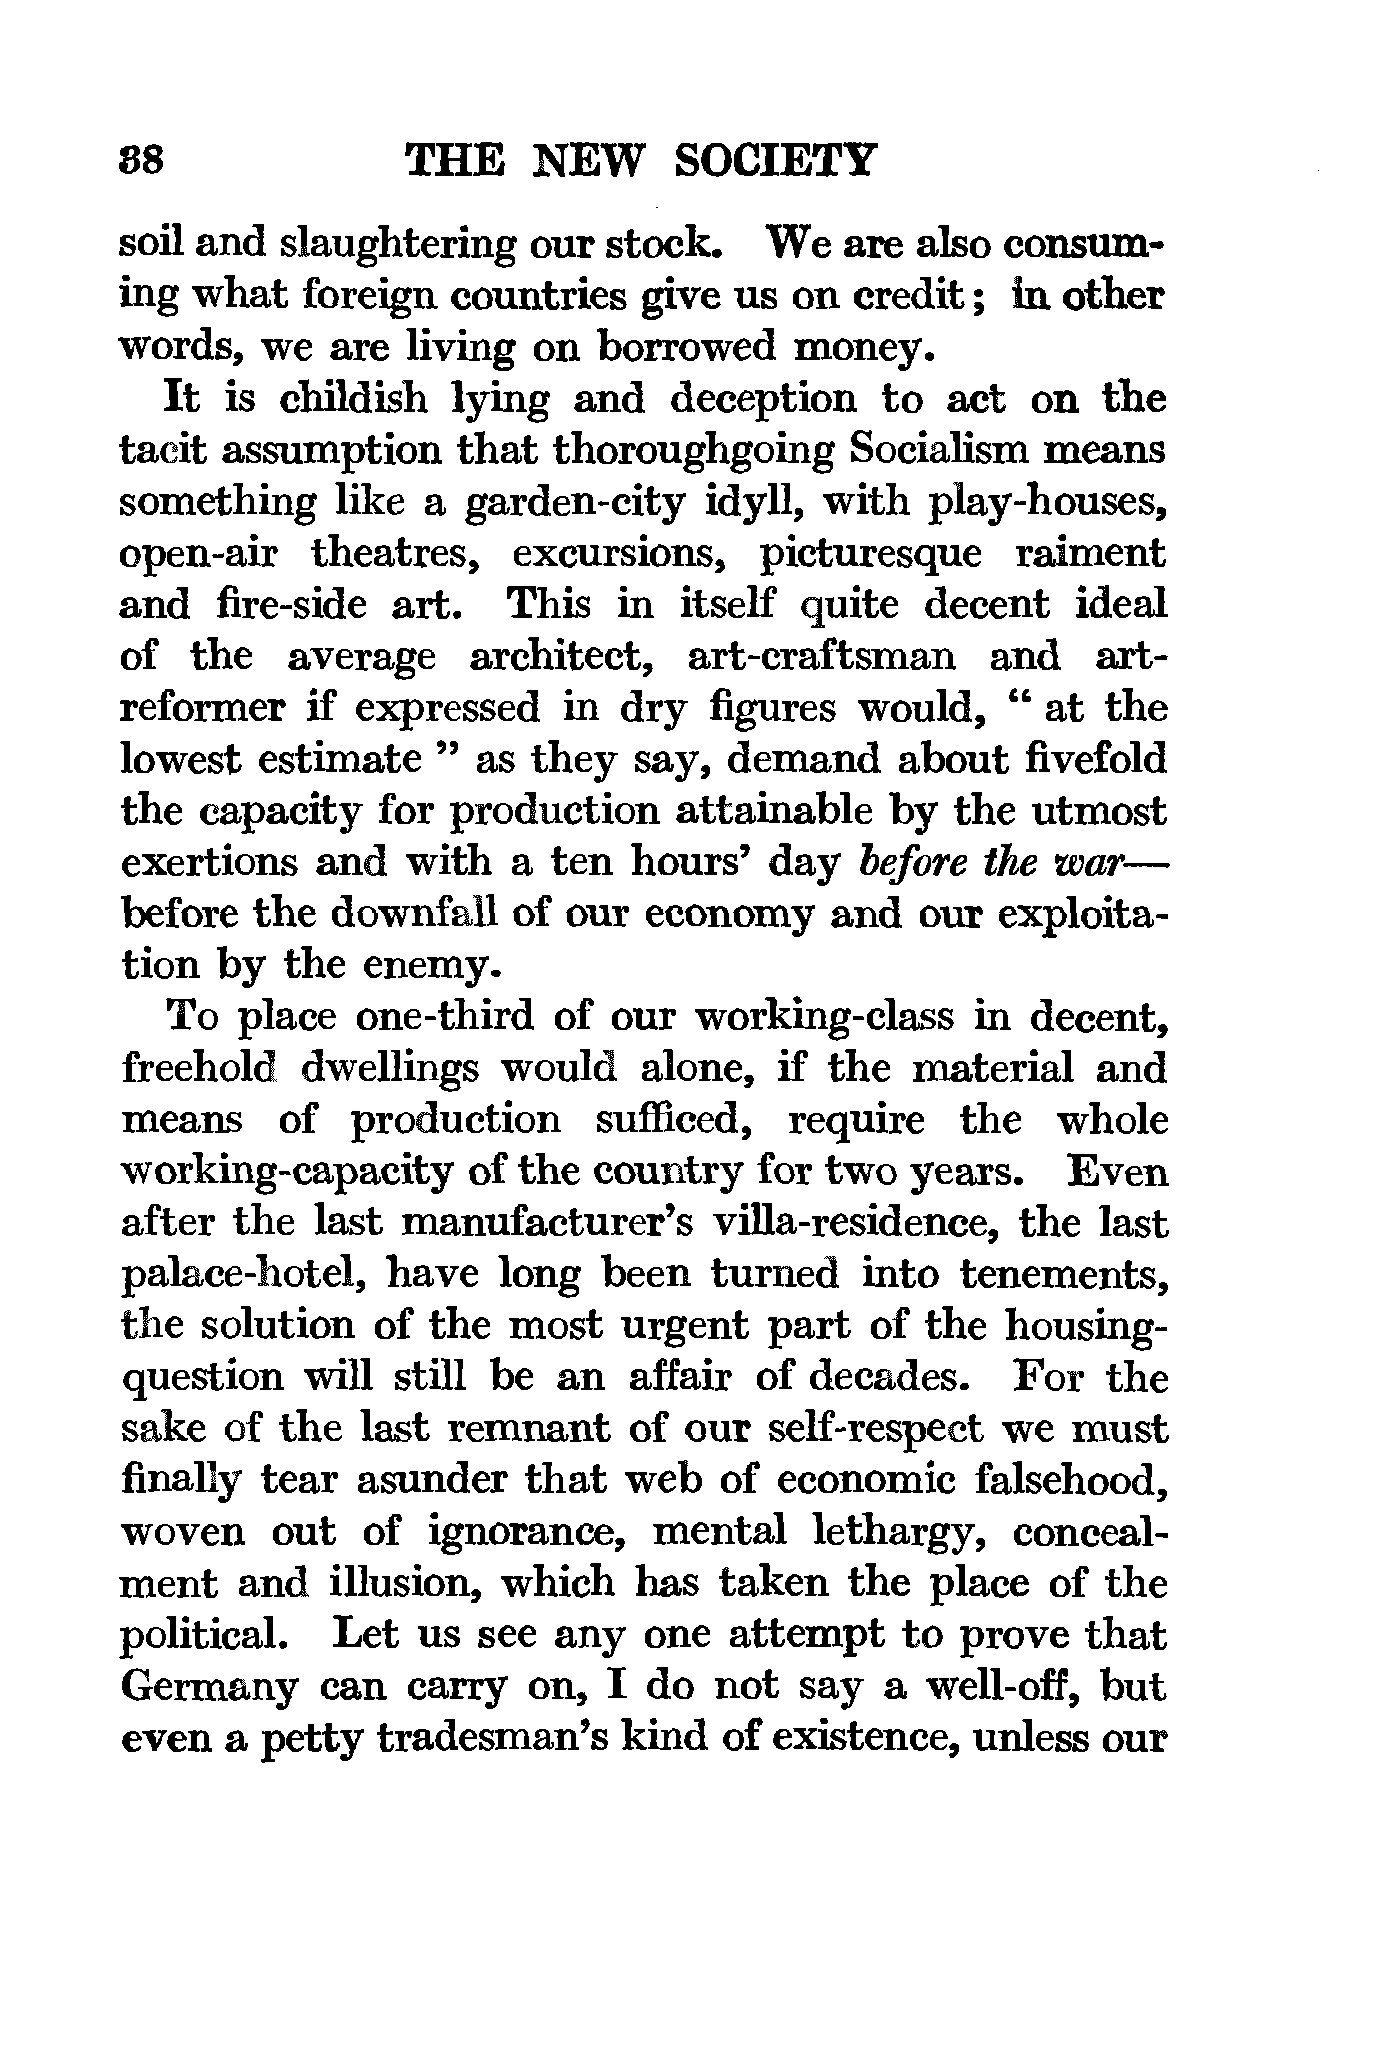 38 THE NEW SOCIETY
soil and slaughtering our stock. We are also consum-
ing what foreign countries give us on credit; in other
words, we are living on borrowed money.
It is childish lying and deception to act on the
tacit assumption that thoroughgoing Socialism means
something like a garden-city idyll, with play-houses,
open-air theatres, excursions, picturesque raiment
and fire-side art. This in itself quite decent ideal
of the average architect, art-craftsman and art-
reformer if expressed in dry figures would, “ at the
lowest estimate ” as they say, demand about fivefold
the capacity for production attainable by the utmost
exertions and with a ten hours’ day before the war—
before the downfall of our economy and our exploita-
tion by the enemy.
To place one-third of our working-class in decent,
freehold dwellings would alone, if the material and
means of production sufficed, require the whole
working-capacity of the country for two years. Even
after the last manufacturer’s villa-residence, the last
palace-hotel, have long been turned into tenements,
the solution of the most urgent part of the housing-
question will still be an affair of decades. For the
sake of the last remnant of our self-respect we must
finally tear asunder that web of economic falsehood,
woven out of ignorance, mental lethargy, conceal-
ment and illusion, which has taken the place of the
political. Let us see any one attempt to prove that
Germany can carry on, I do not say a well-off, but
even a petty tradesman’s kind of existence, unless our